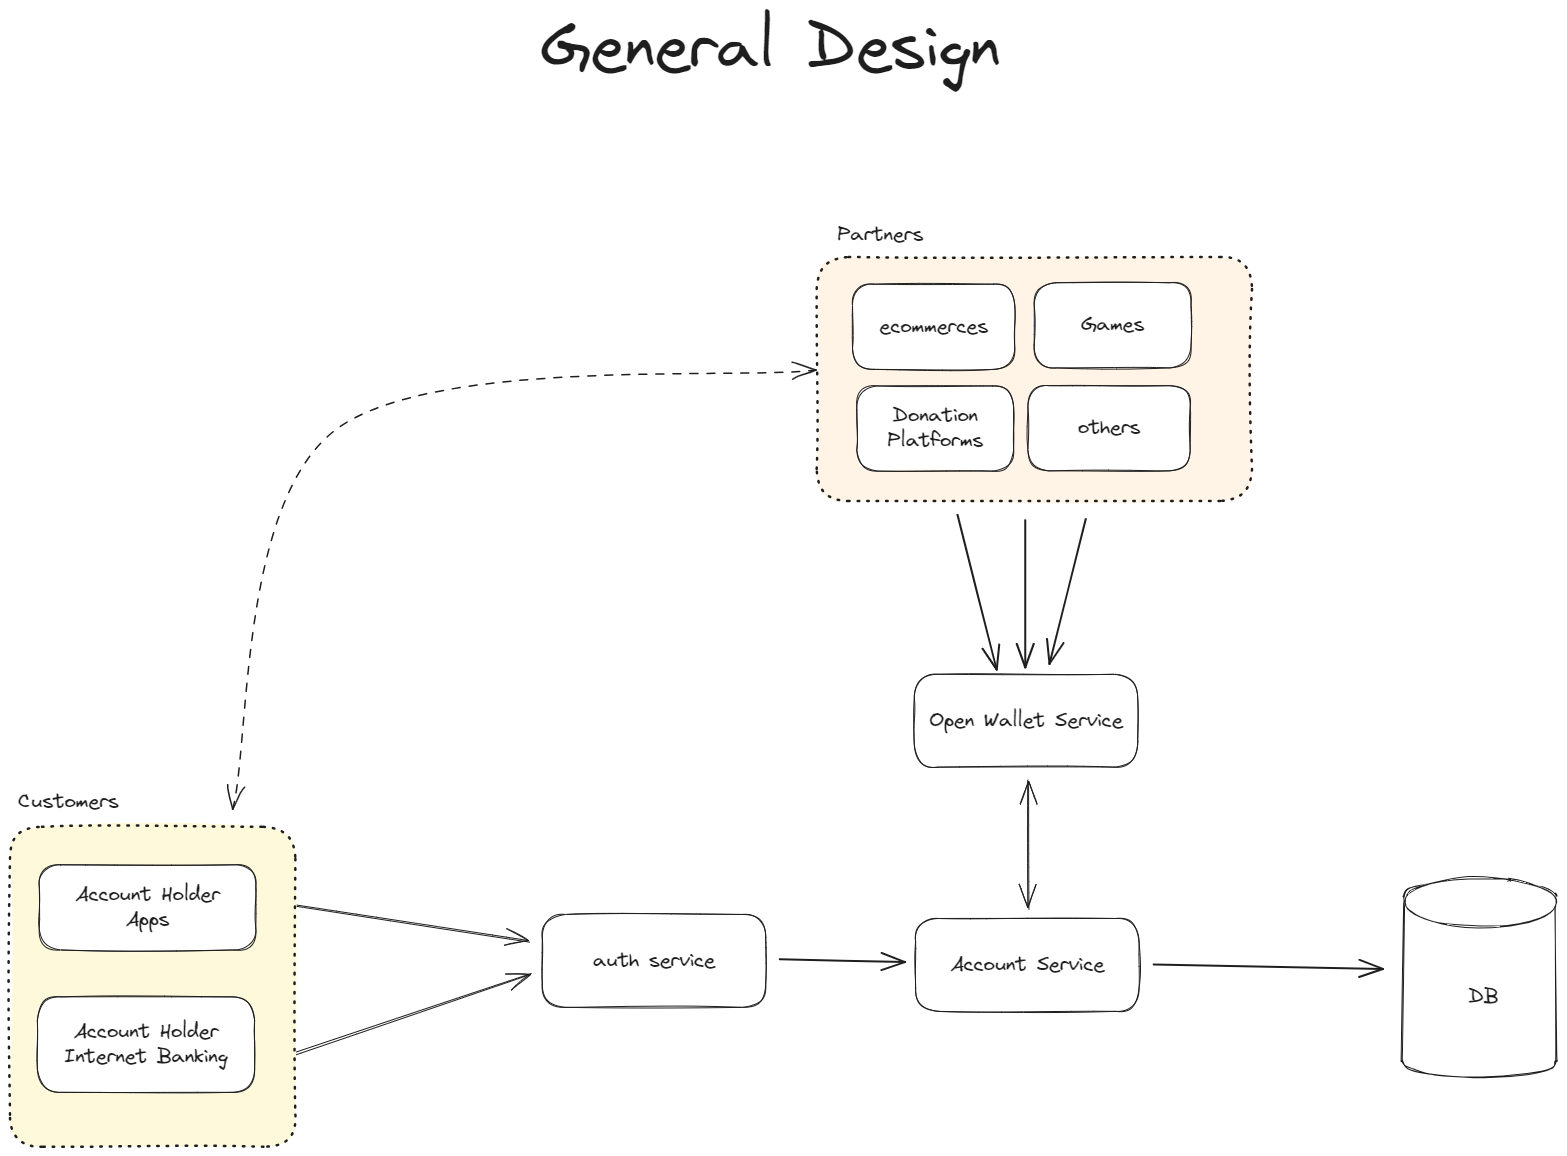 General Design
Partners
ecommerces
Games
Donation
Platforms
others
Open Wallet Service
Customers
Account Holder
Apps
Account Holder
Internet Banking
auth service
Account Service
DB